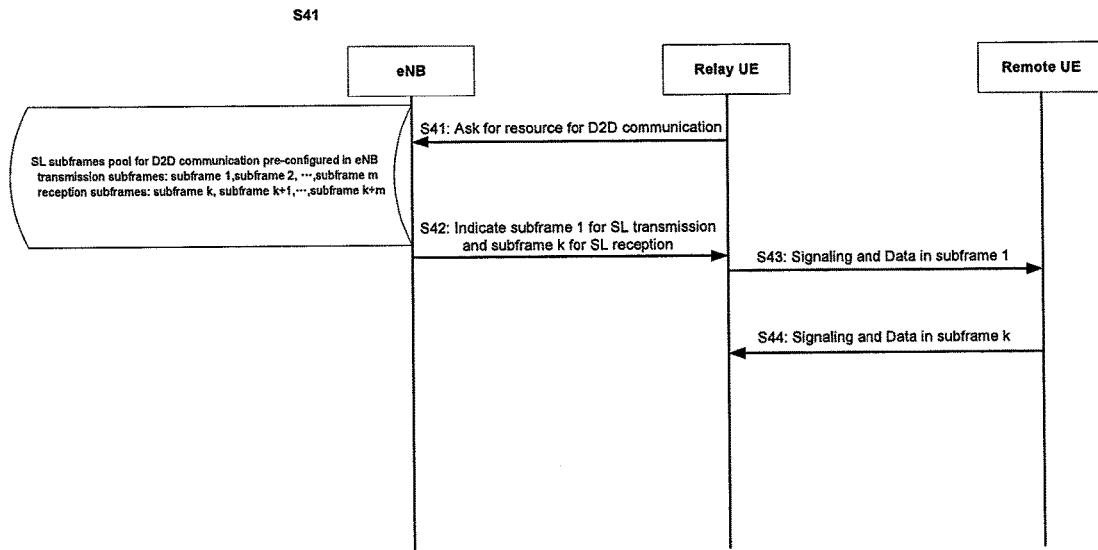 S41
eNB
Relay UE
Remote UE
S41: Ask for resource for D2D communication
SL subframes pool for D2D communication pre-configured in eNB
transmission subframes: subframe 1,subframe 2, ···,subframe m
reception subframes: subframe k, subframe k+1,···,subframe k+m
S42: Indicate subframe 1 for SL transmission
and subframe k for SL reception
S43: Signaling and Data in subframe 1
S44: Signaling and Data in subframe k